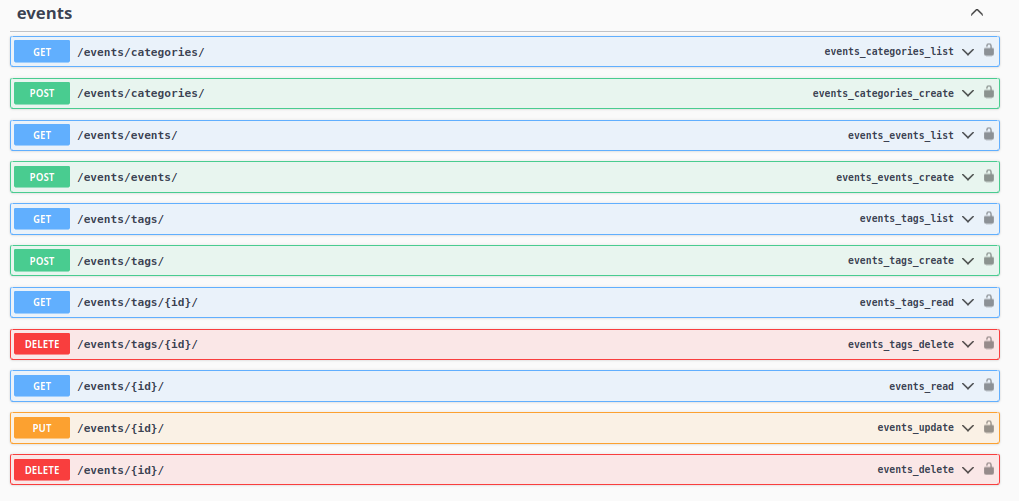 events
GET /events/categories/ events_categories_list
POST /events/categories/ events_categories_create
GET /events/events/ events_events_list
POST /events/events/ events_events_create
GET /events/tags/ events_tags_list
POST /events/tags/ events_tags_create
GET /events/tags/{id}/ events_tags_read
DELETE /events/tags/{id}/ events_tags_delete
GET /events/{id}/ events_read
PUT /events/{id}/ events_update
DELETE /events/{id}/ events_delete